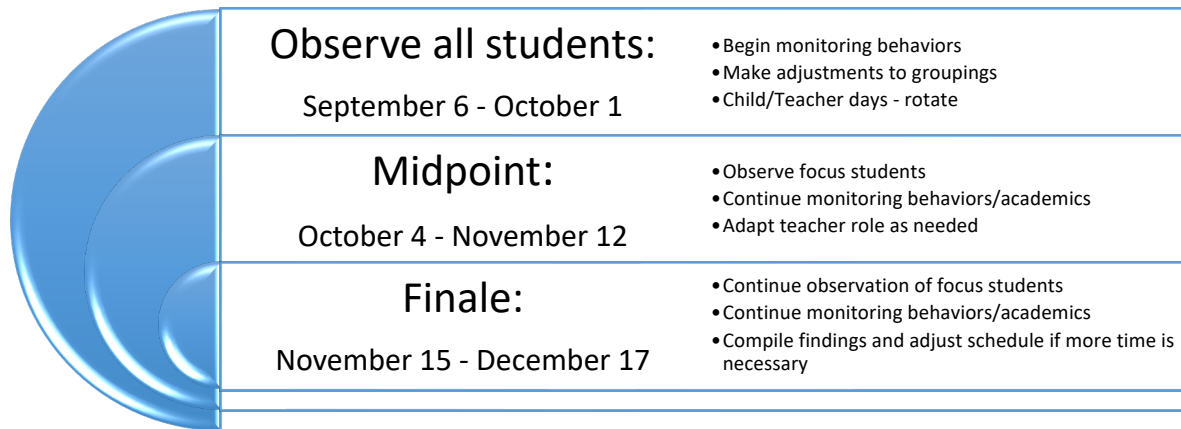 Observe all students:
September 6 - October 1
•Begin monitoring behaviors
•Make adjustments to groupings
•Child/Teacher days - rotate
Midpoint:
October 4 - November 12
•Observe focus students
•Continue monitoring behaviors/academics
•Adapt teacher role as needed
Finale:
November 15 - December 17
•Continue observation of focus students
•Continue monitoring behaviors/academics
•Compile findings and adjust schedule if more time is
necessary